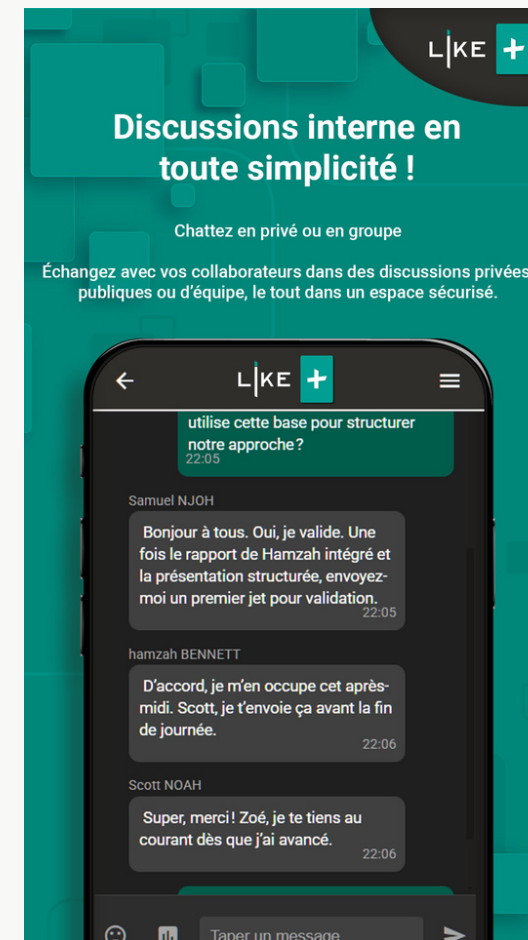 LIKE +
Discussions interne en
toute simplicité !
Chattez en privé ou en groupe
Échangez avec vos collaborateurs dans des discussions privées
publiques ou d'équipe, le tout dans un espace sécurisé.
LIKE +
utilise cette base pour structurer
notre approche ?
22:05
Samuel NJOH
Bonjour à tous. Oui, je valide. Une
fois le rapport de Hamzah intégré et
la présentation structurée, envoyez-
moi un premier jet pour validation.
22:05
hamzah BENNETT
D'accord, je m'en occupe cet après-
midi. Scott, je t'envoie ça avant la fin
de journée.
22:06
Scott NOAH
Super, merci ! Zoé, je te tiens au
courant dès que j'ai avancé.
22:06
Taper un message